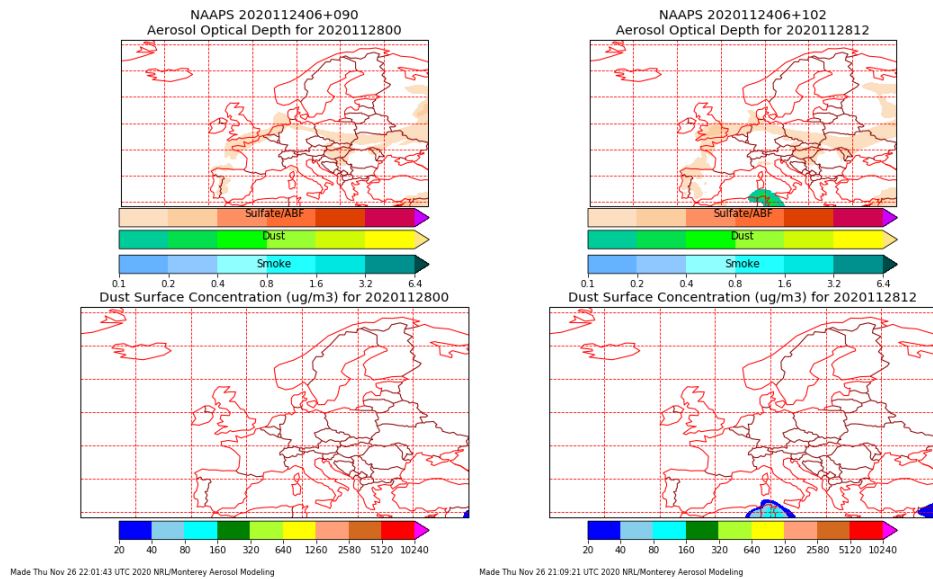 NAAPS 2020112406+090
Aerosol Optical Depth for 2020112800
Sulfate/ABF
Dust
Smoke
0.1 0.2 0.4 0.8 1.6 3.2 6.4
Dust Surface Concentration (ug/m3) for 2020112800
20 40 80 160 320 640 1260 2580 5120 10240
Made Thu Nov 26 22:01:43 UTC 2020 NRL/Monterey Aerosol Modeling
NAAPS 2020112406+102
Aerosol Optical Depth for 2020112812
Sulfate/ABF
Dust
Smoke
0.1 0.2 0.4 0.8 1.6 3.2 6.4
Dust Surface Concentration (ug/m3) for 2020112812
20 40 80 160 320 640 1260 2580 5120 10240
Made Thu Nov 26 21:09:21 UTC 2020 NRL/Monterey Aerosol Modeling